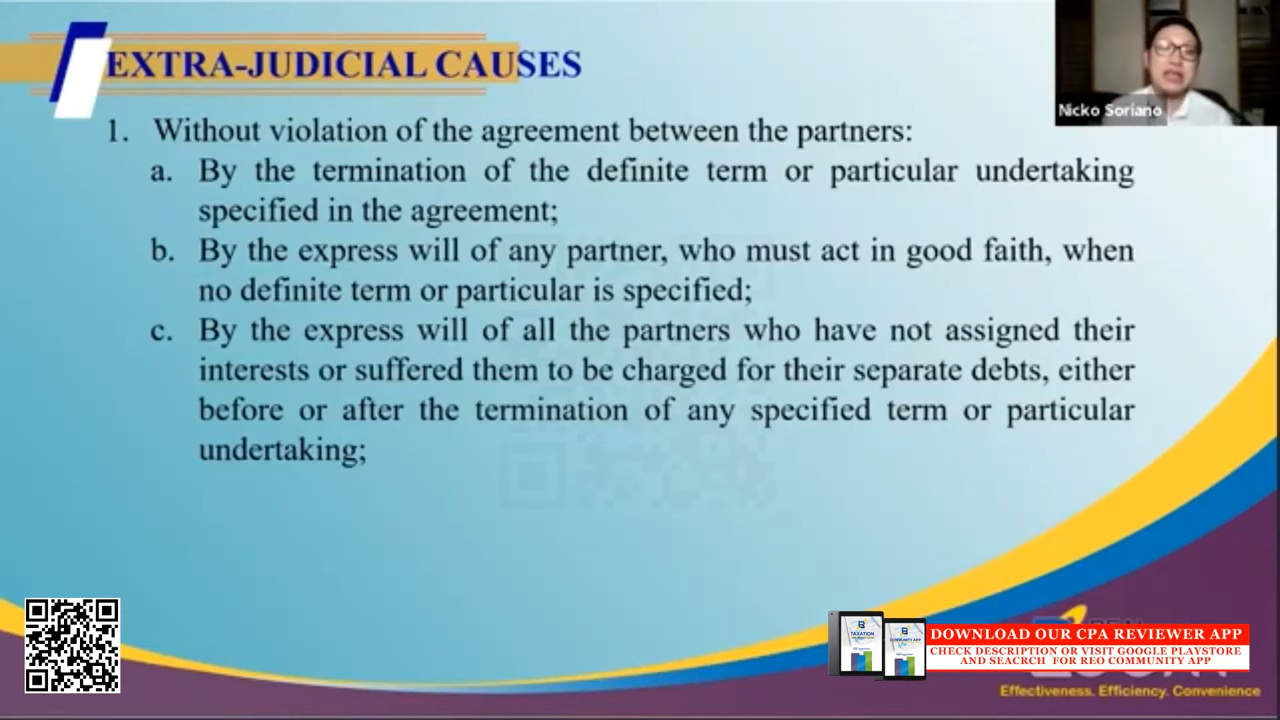 EXTRA-JUDICIAL CAUSES
Nicko Soriano
1. Without violation of the agreement between the partners:
a. By the termination of the definite term or particular undertaking
specified in the agreement;
b. By the express will of any partner, who must act in good faith, when
no definite term or particular is specified;
c. By the express will of all the partners who have not assigned their
interests or suffered them to be charged for their separate debts, either
before or after the termination of any specified term or particular
undertaking;
TAXATION
DOWNLOAD OUR CPA REVIEWER APP
CHECK DESCRIPTION OR VISIT GOOGLE PLAYSTORE
AND SEACRCH FOR REO COMMUNITY APP
Effectiveness. Efficiency. Convenience